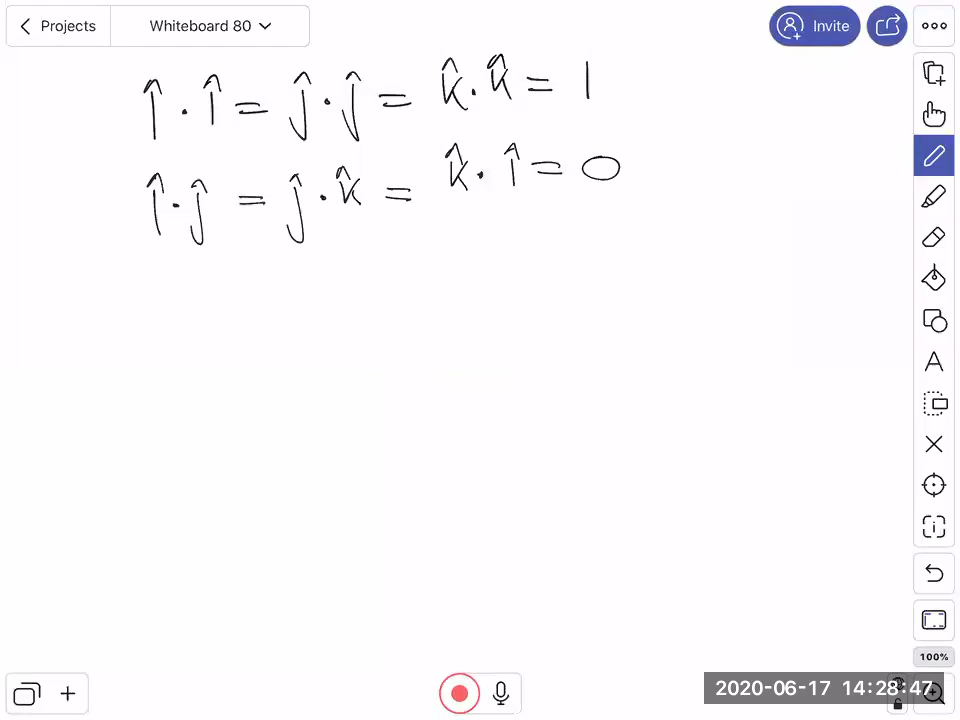 Projects
Whiteboard 80
Invite
î · î = ĵ · ĵ = k̂ · k̂ = 1
î · ĵ = ĵ · k̂ = k̂ · î = 0
A
100%
2020-06-17 14:28:47